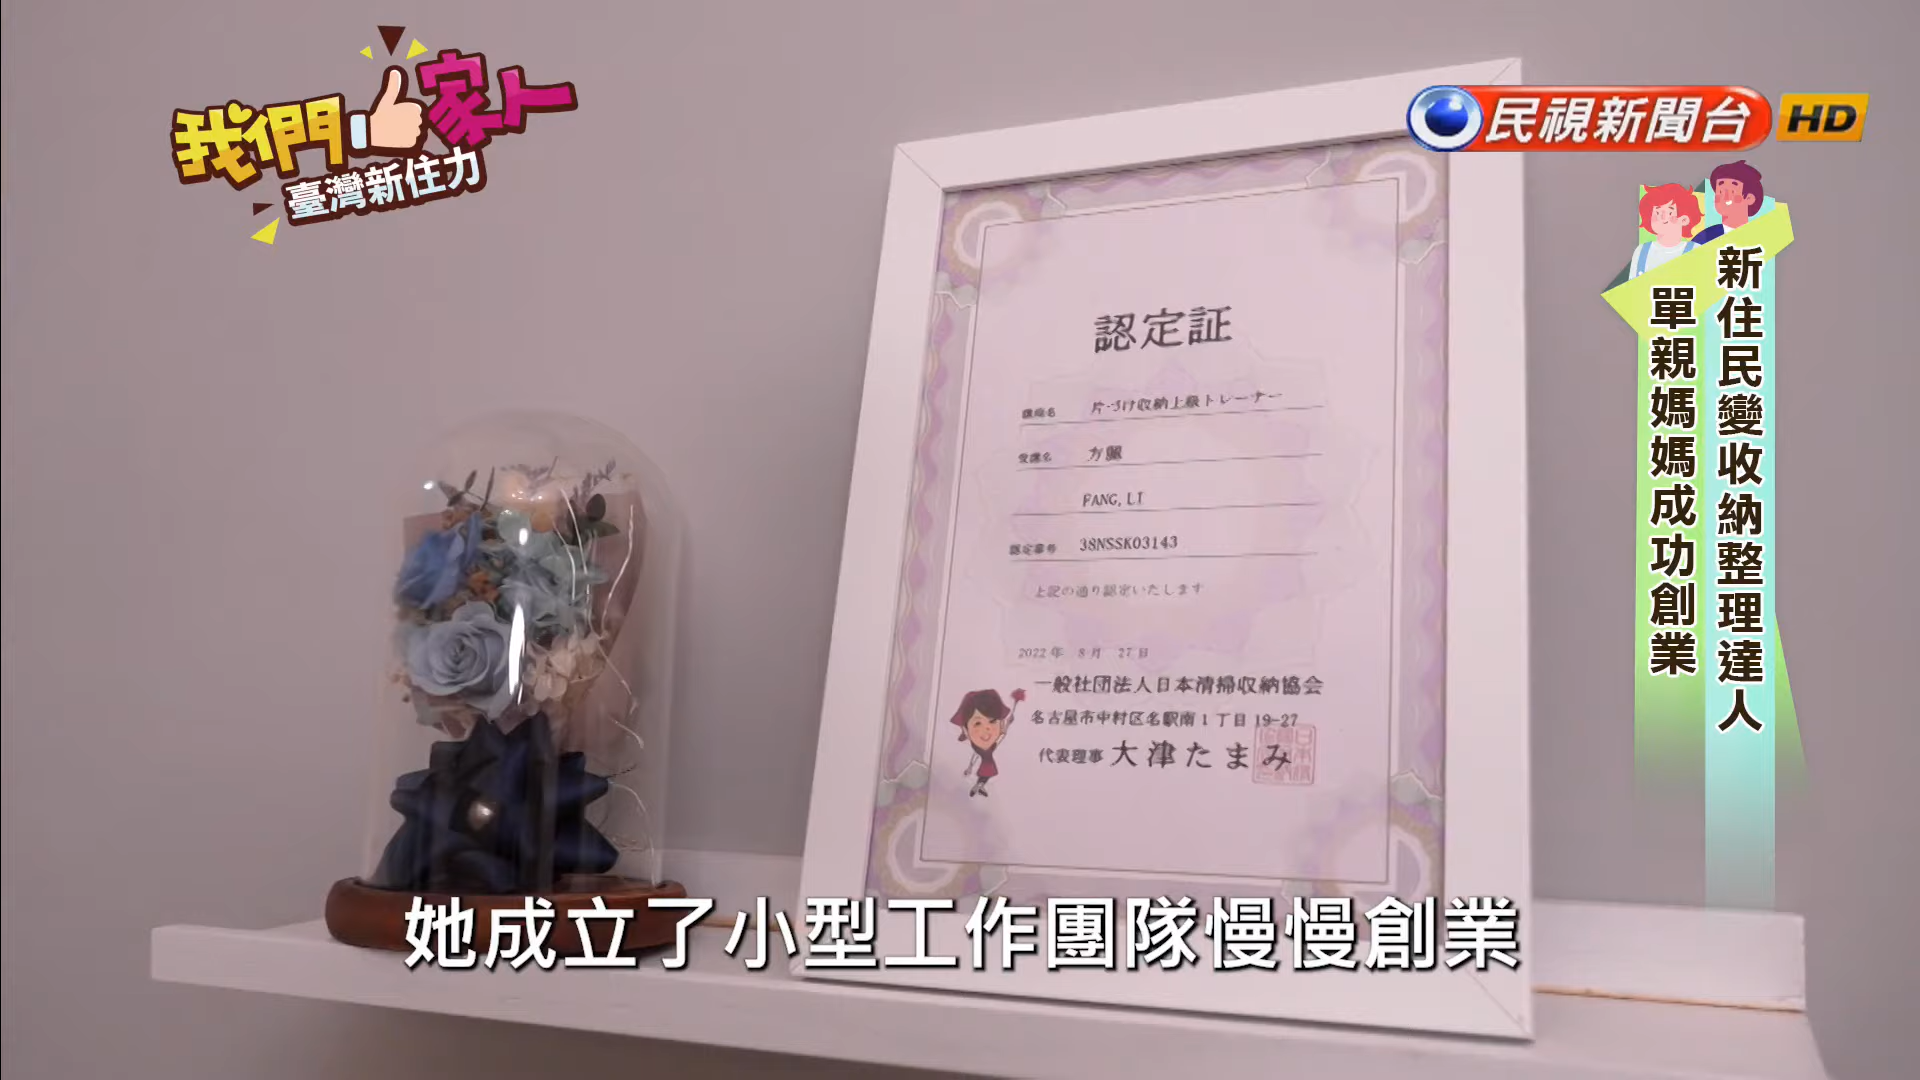 我們 家人
臺灣新住力
民視新聞台 HD
新住民變收納整理達人
單親媽媽成功創業
認定証
講座名 片づけ収納上級トレーナー
受講名 方麗
FANG, LI
認定番号 38NSSK03143
上記の通り認定いたします
2022年 8月 27日
一般社団法人日本清掃収納協会
名古屋市中村区名駅南1丁目19-27
代表理事 大津たまみ
她成立了小型工作團隊慢慢創業